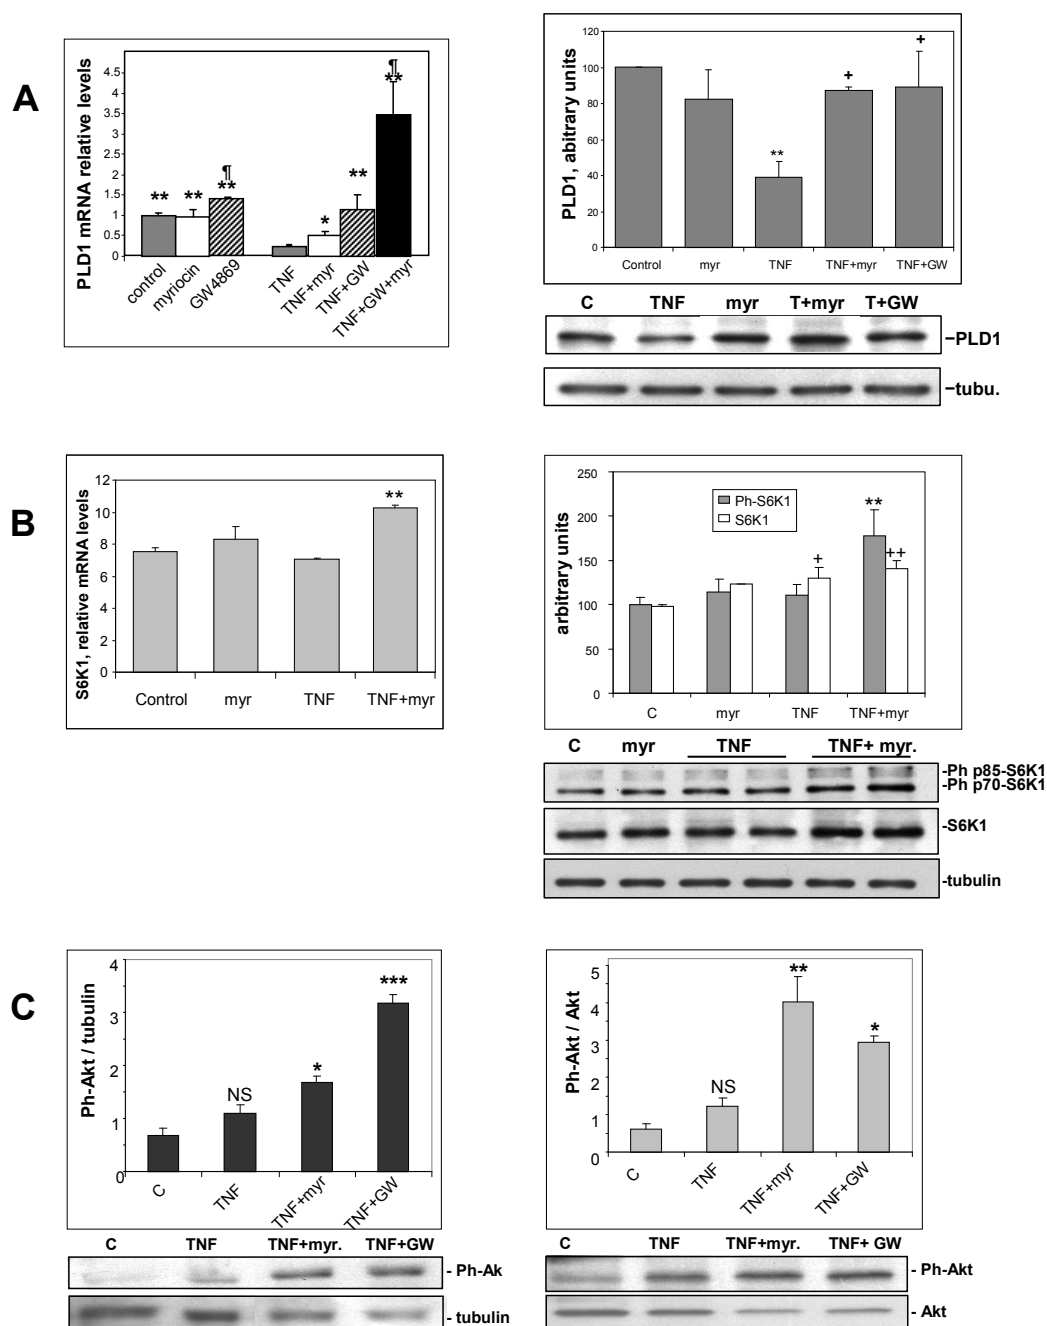 A
PLD1 mRNA relative levels
4.5
4
3.5
3
2.5
2
1.5
1
0.5
0
** ** ¶ ** * ** ¶ **
control myriocin GW4869 TNF TNF+myr TNF+GW TNF+GW+myr
PLD1, abitrary units
120
100
80
60
40
20
0
** + +
Control myr TNF TNF+myr TNF+GW
C TNF myr T+myr T+GW
–PLD1
–tubu.
B
S6K1, relative mRNA levels
12
10
8
6
4
2
0
**
Control myr TNF TNF+myr
arbitrary units
250
200
150
100
50
0
Ph-S6K1
S6K1
+ ** ++
C myr TNF TNF+myr
C myr TNF TNF+ myr.
-Ph p85-S6K1
-Ph p70-S6K1
-S6K1
-tubulin
C
Ph-Akt / tubulin
4
3
2
1
0
NS * ***
C TNF TNF+myr TNF+GW
C TNF TNF+myr. TNF+GW
- Ph-Ak
- tubulin
Ph-Akt / Akt
5
4
3
2
1
0
NS ** *
C TNF TNF+myr TNF+GW
C TNF TNF+myr. TNF+ GW
- Ph-Akt
- Akt